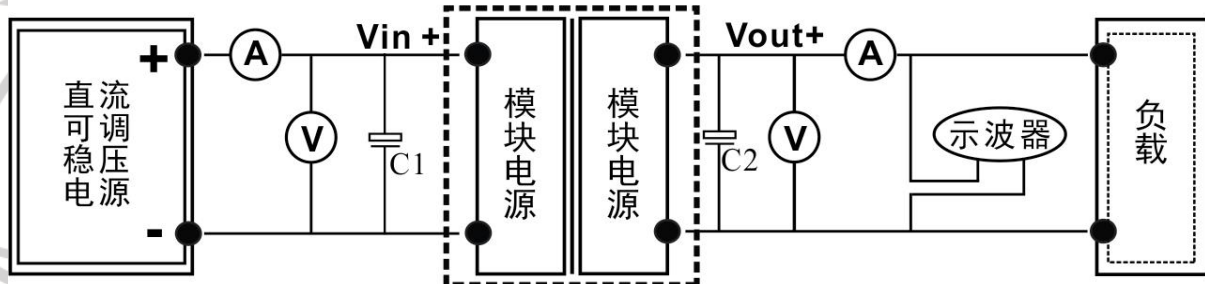 +
-
直流
可调
稳压
电源
A
V
Vin +
C1
模块电源
模块电源
Vout+
C2
V
A
示波器
负载